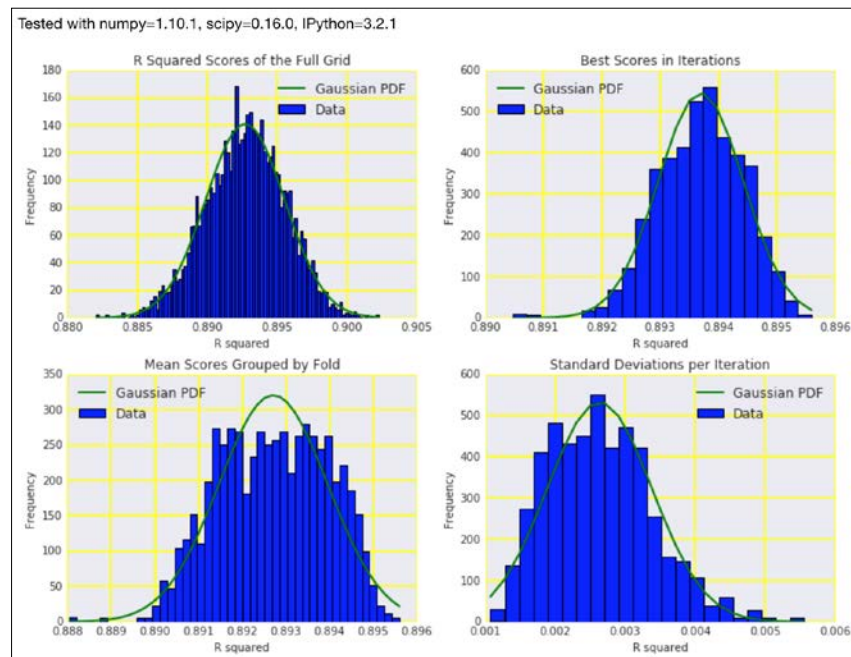 Tested with numpy=1.10.1, scipy=0.16.0, IPython=3.2.1
R Squared Scores of the Full Grid
180
160
140
120
100
80
60
40
20
0
Frequency
Gaussian PDF
Data
0.880 0.885 0.890 0.895 0.900 0.905
R squared
Best Scores in Iterations
600
500
400
300
200
100
0
Frequency
Gaussian PDF
Data
0.890 0.891 0.892 0.893 0.894 0.895 0.896
R squared
Mean Scores Grouped by Fold
350
300
250
200
150
100
50
0
Frequency
Gaussian PDF
Data
0.888 0.889 0.890 0.891 0.892 0.893 0.894 0.895 0.896
R squared
Standard Deviations per Iteration
600
500
400
300
200
100
0
Frequency
Gaussian PDF
Data
0.001 0.002 0.003 0.004 0.005 0.006
R squared